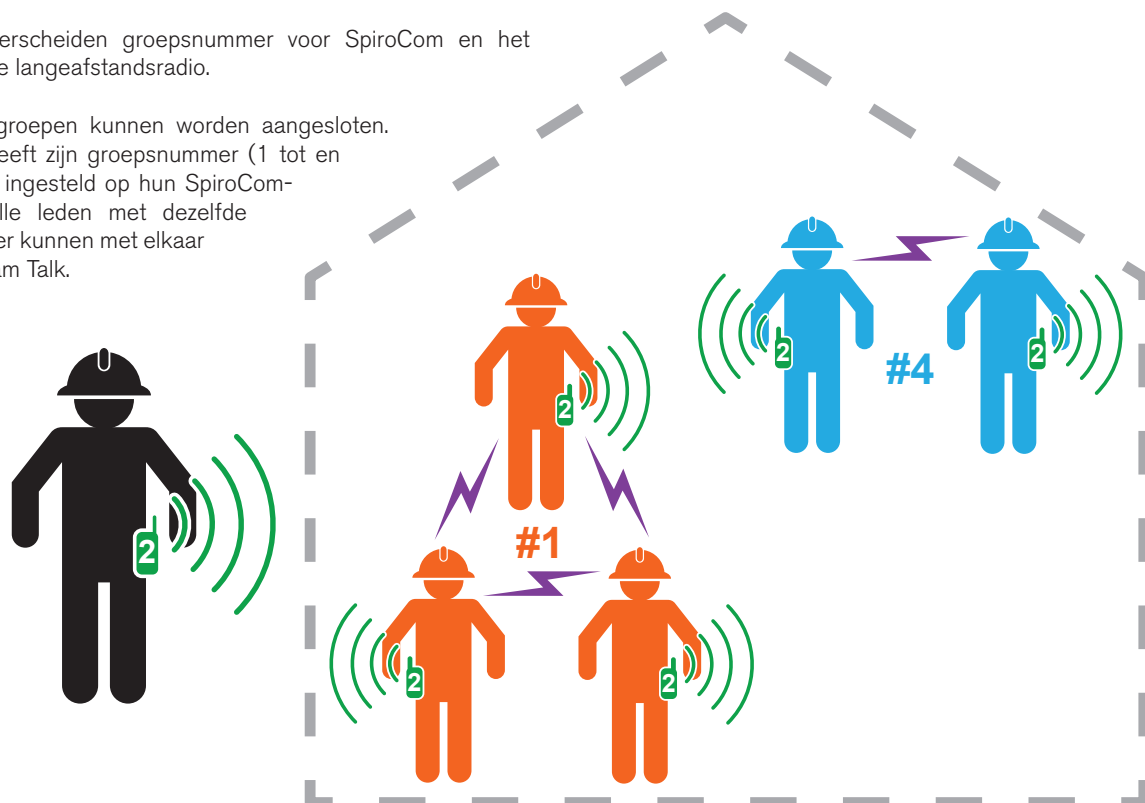 erscheiden groepsnummer voor SpiroCom en het
e langeafstandsradio.
groepen kunnen worden aangesloten.
eeft zijn groepsnummer (1 tot en
ingesteld op hun SpiroCom-
lle leden met dezelfde
er kunnen met elkaar
am Talk.
2
2
#4
2
2
#1
2
2